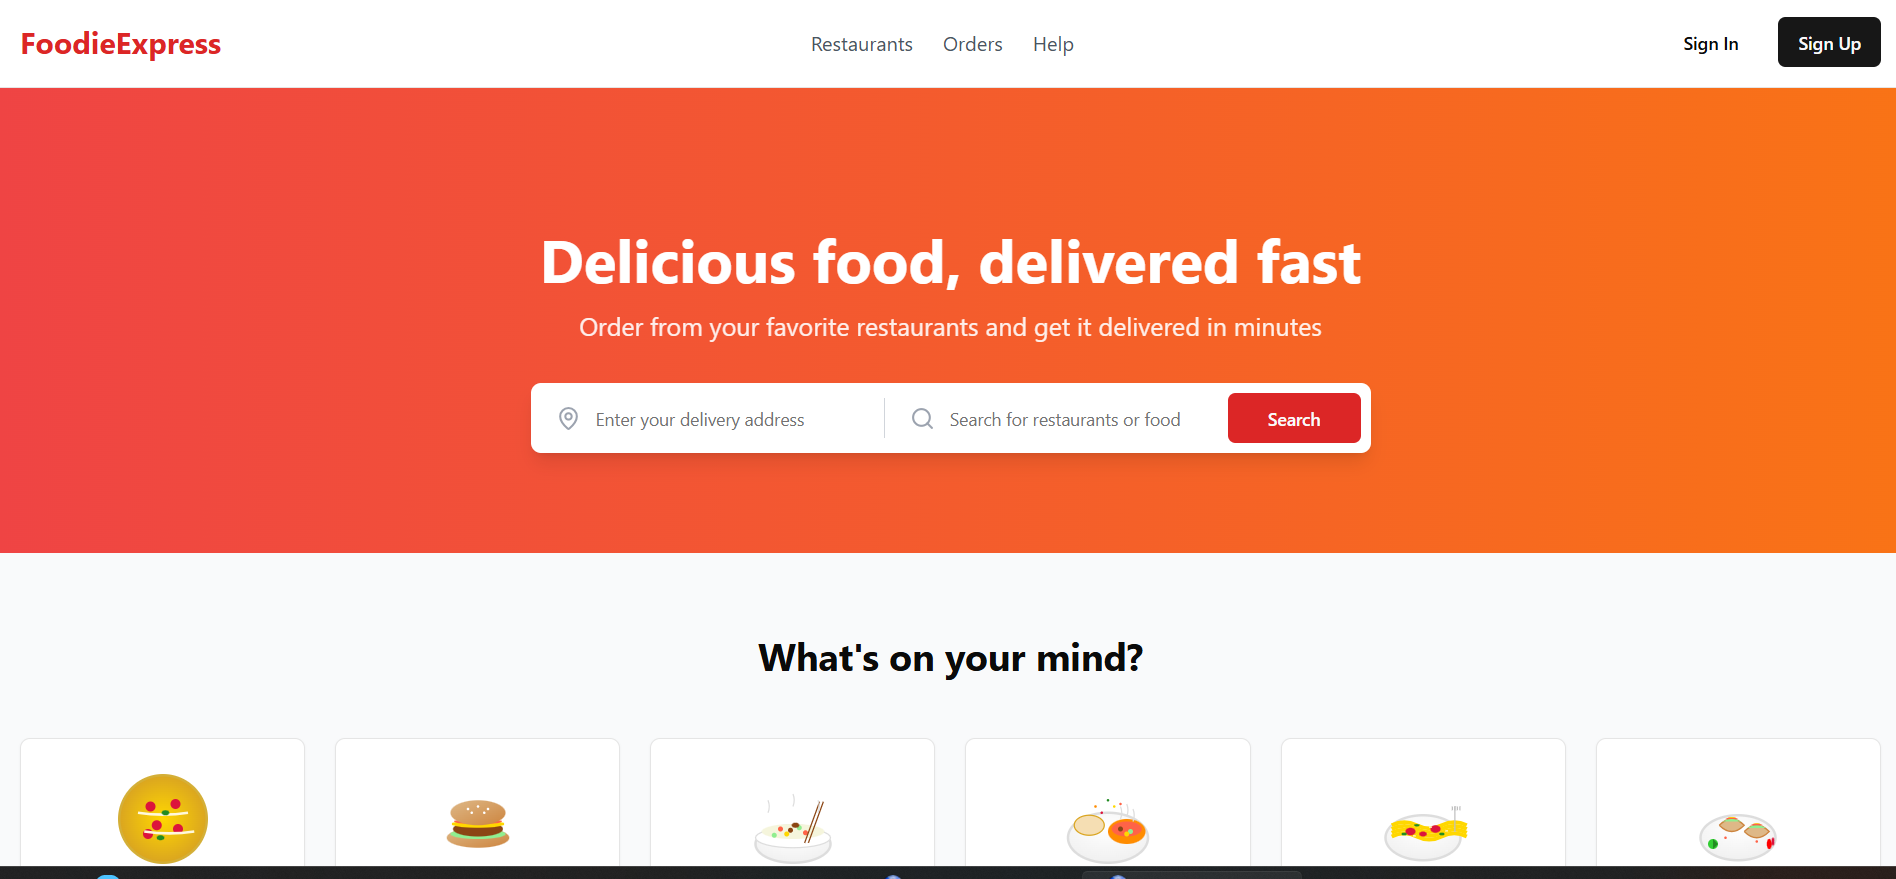 FoodieExpress
Restaurants
Orders
Help
Sign In
Sign Up
Delicious food, delivered fast
Order from your favorite restaurants and get it delivered in minutes
Enter your delivery address
Search for restaurants or food
Search
What's on your mind?